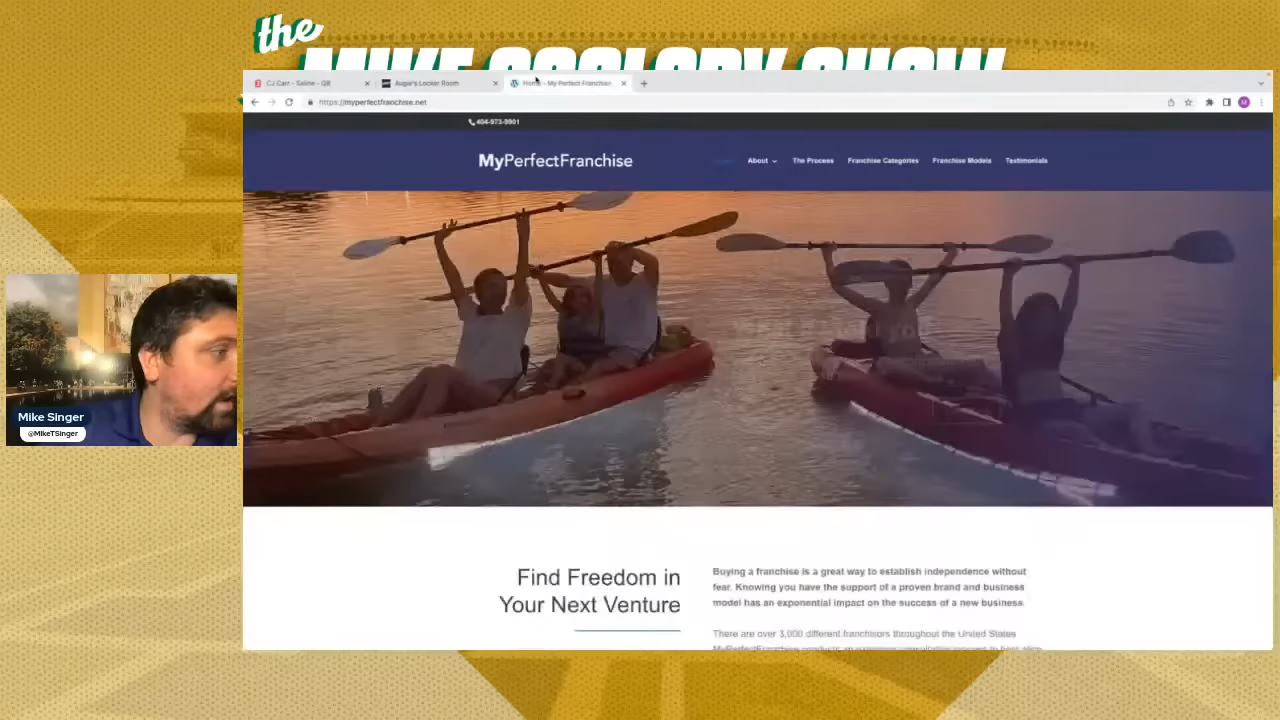 the
MIKE GOOLSBY SHOW
CJ Carr - Saline - QB
Augie's Locker Room
Home - My Perfect Franchise
https://myperfectfranchise.net
404-973-9901
MyPerfectFranchise
About
The Process
Franchise Categories
Franchise Models
Testimonials
Mike Singer
@MikeTSinger
Find Freedom in
Your Next Venture
Buying a franchise is a great way to establish independence without
fear. Knowing you have the support of a proven brand and business
model has an exponential impact on the success of a new business.
There are over 3,000 different franchisors throughout the United States